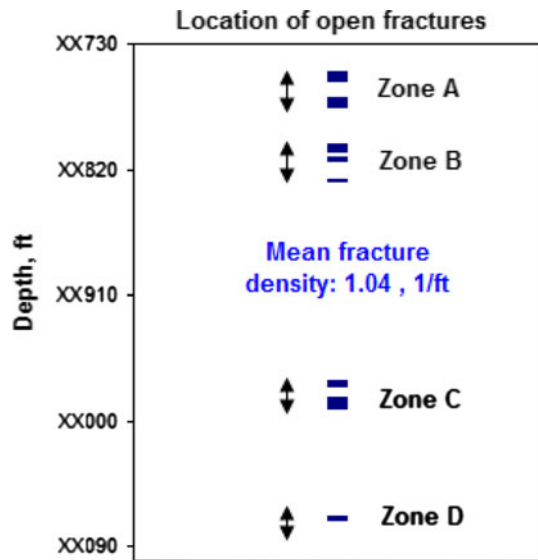 Location of open fractures
XX730
Zone A
Zone B
XX820
Mean fracture
density: 1.04 , 1/ft
XX910
Depth, ft
Zone C
XX000
Zone D
XX090